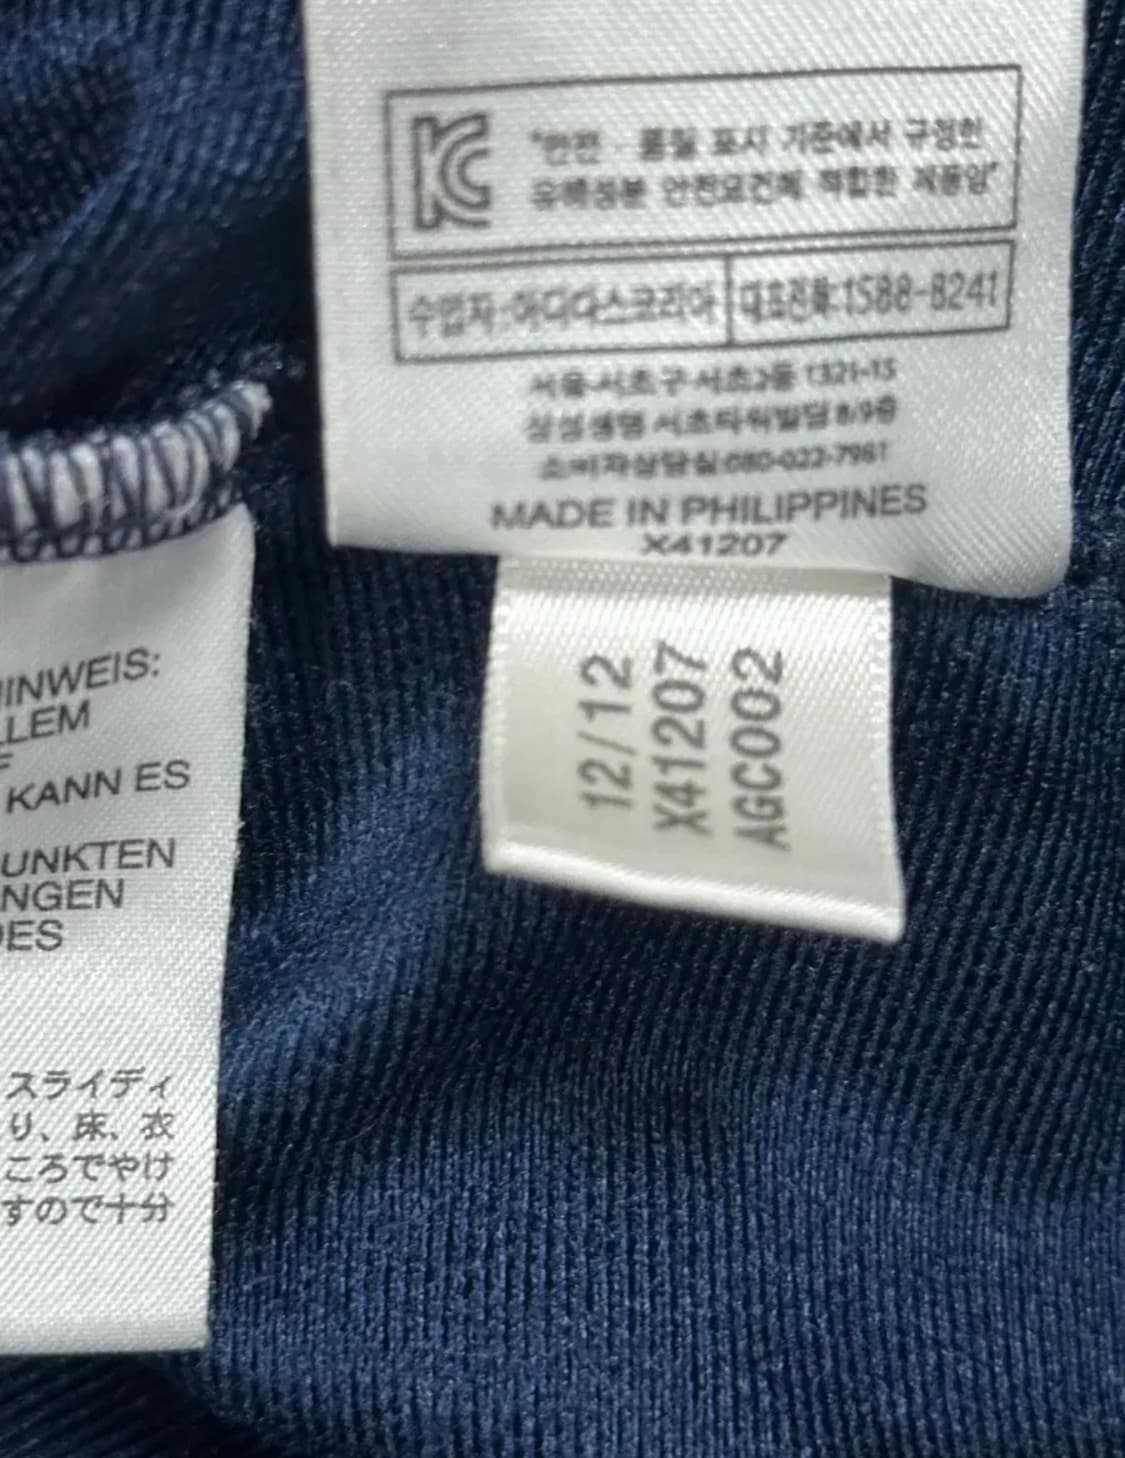 KC
"안전 · 품질 표시 기준에서 규정한
유해성분 안전요건에 적합한 제품임"
수입자:아디다스코리아
대표전화:1588-8241
서울시서초구서초2동 1321-15
삼성생명 서초타워빌딩 8/9층
소비자상담실:080-022-7961
MADE IN PHILIPPINES
X41207
12/12
X41207
AGC002
HINWEIS:
LLEM
F
KANN ES
UNKTEN
NGEN
DES
スライディ
り、床、衣
ころでやけ
すので十分